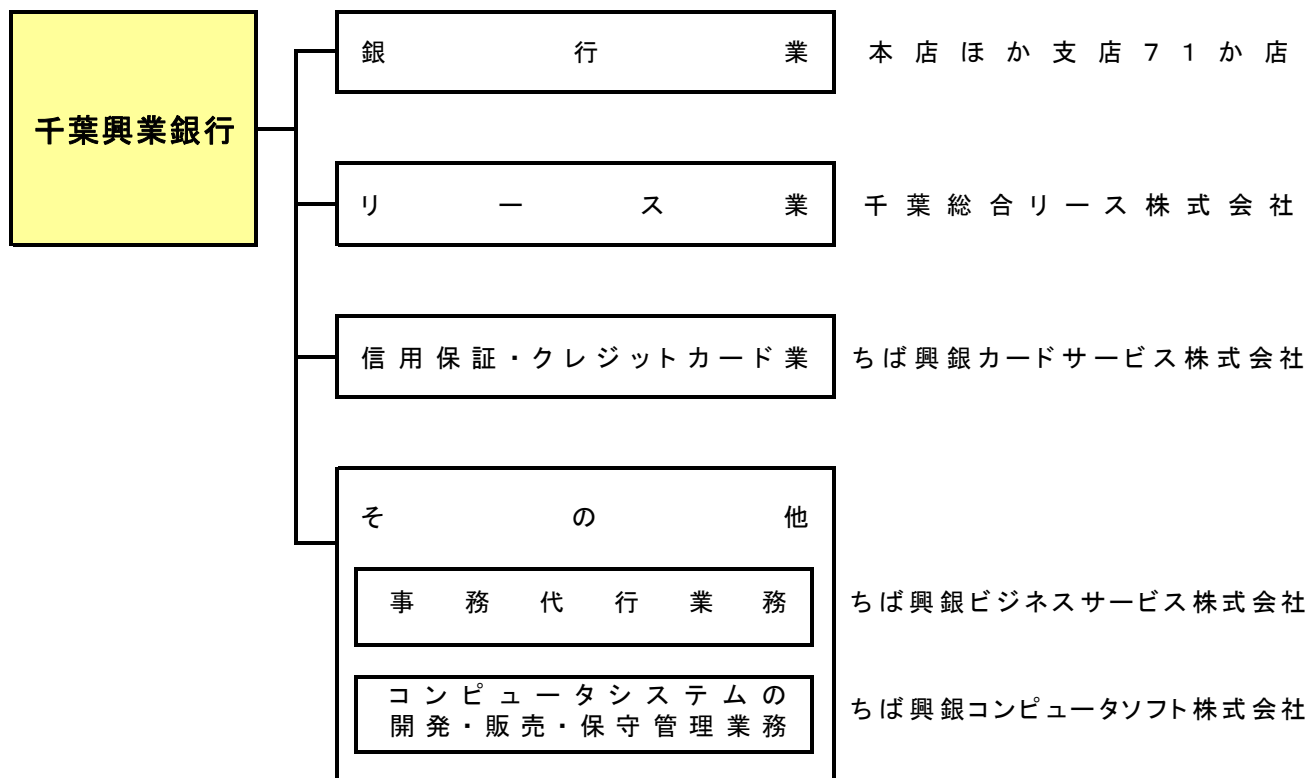 千葉興業銀行
銀行業 本店ほか支店71か店
リース業 千葉総合リース株式会社
信用保証・クレジットカード業 ちば興銀カードサービス株式会社
その他
事務代行業務 ちば興銀ビジネスサービス株式会社
コンピュータシステムの
開発・販売・保守管理業務 ちば興銀コンピュータソフト株式会社